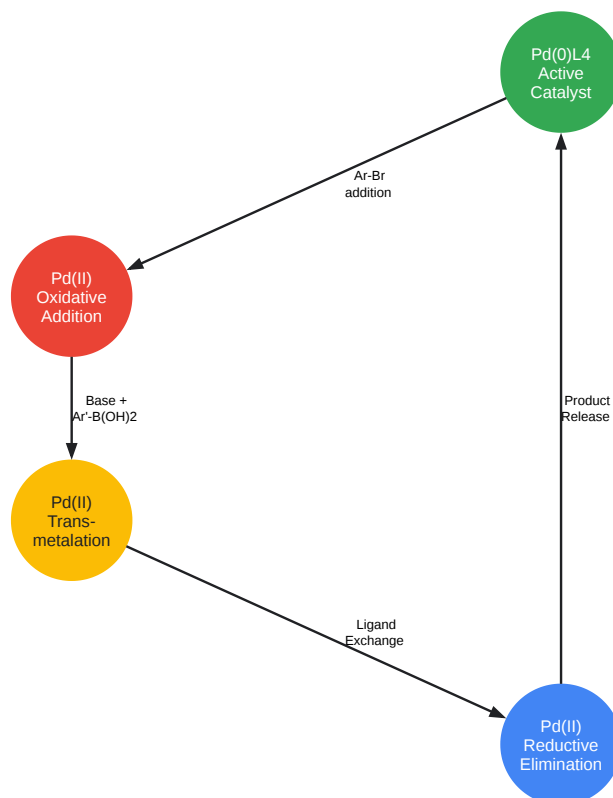 Pd(0)L4
Active
Catalyst
Ar-Br
addition
Pd(II)
Oxidative
Addition
Base +
Ar'-B(OH)2
Product
Release
Pd(II)
Trans-
metalation
Ligand
Exchange
Pd(II)
Reductive
Elimination